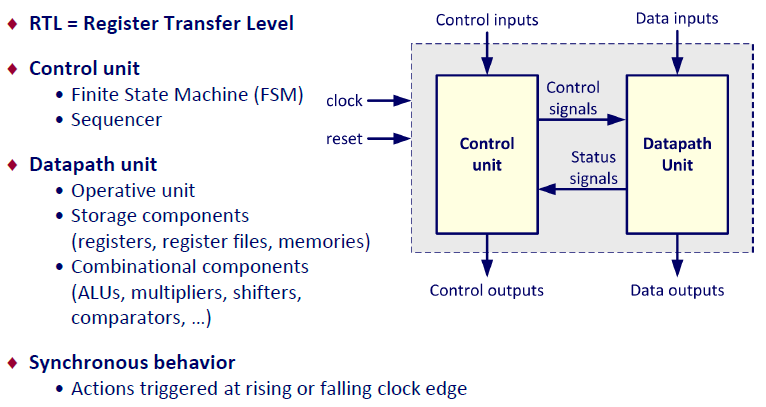 ♦ RTL = Register Transfer Level
♦ Control unit
• Finite State Machine (FSM)
• Sequencer
♦ Datapath unit
• Operative unit
• Storage components
(registers, register files, memories)
• Combinational components
(ALUs, multipliers, shifters,
comparators, …)
♦ Synchronous behavior
• Actions triggered at rising or falling clock edge
Control inputs
Data inputs
clock
reset
Control
unit
Control
signals
Status
signals
Datapath
Unit
Control outputs
Data outputs